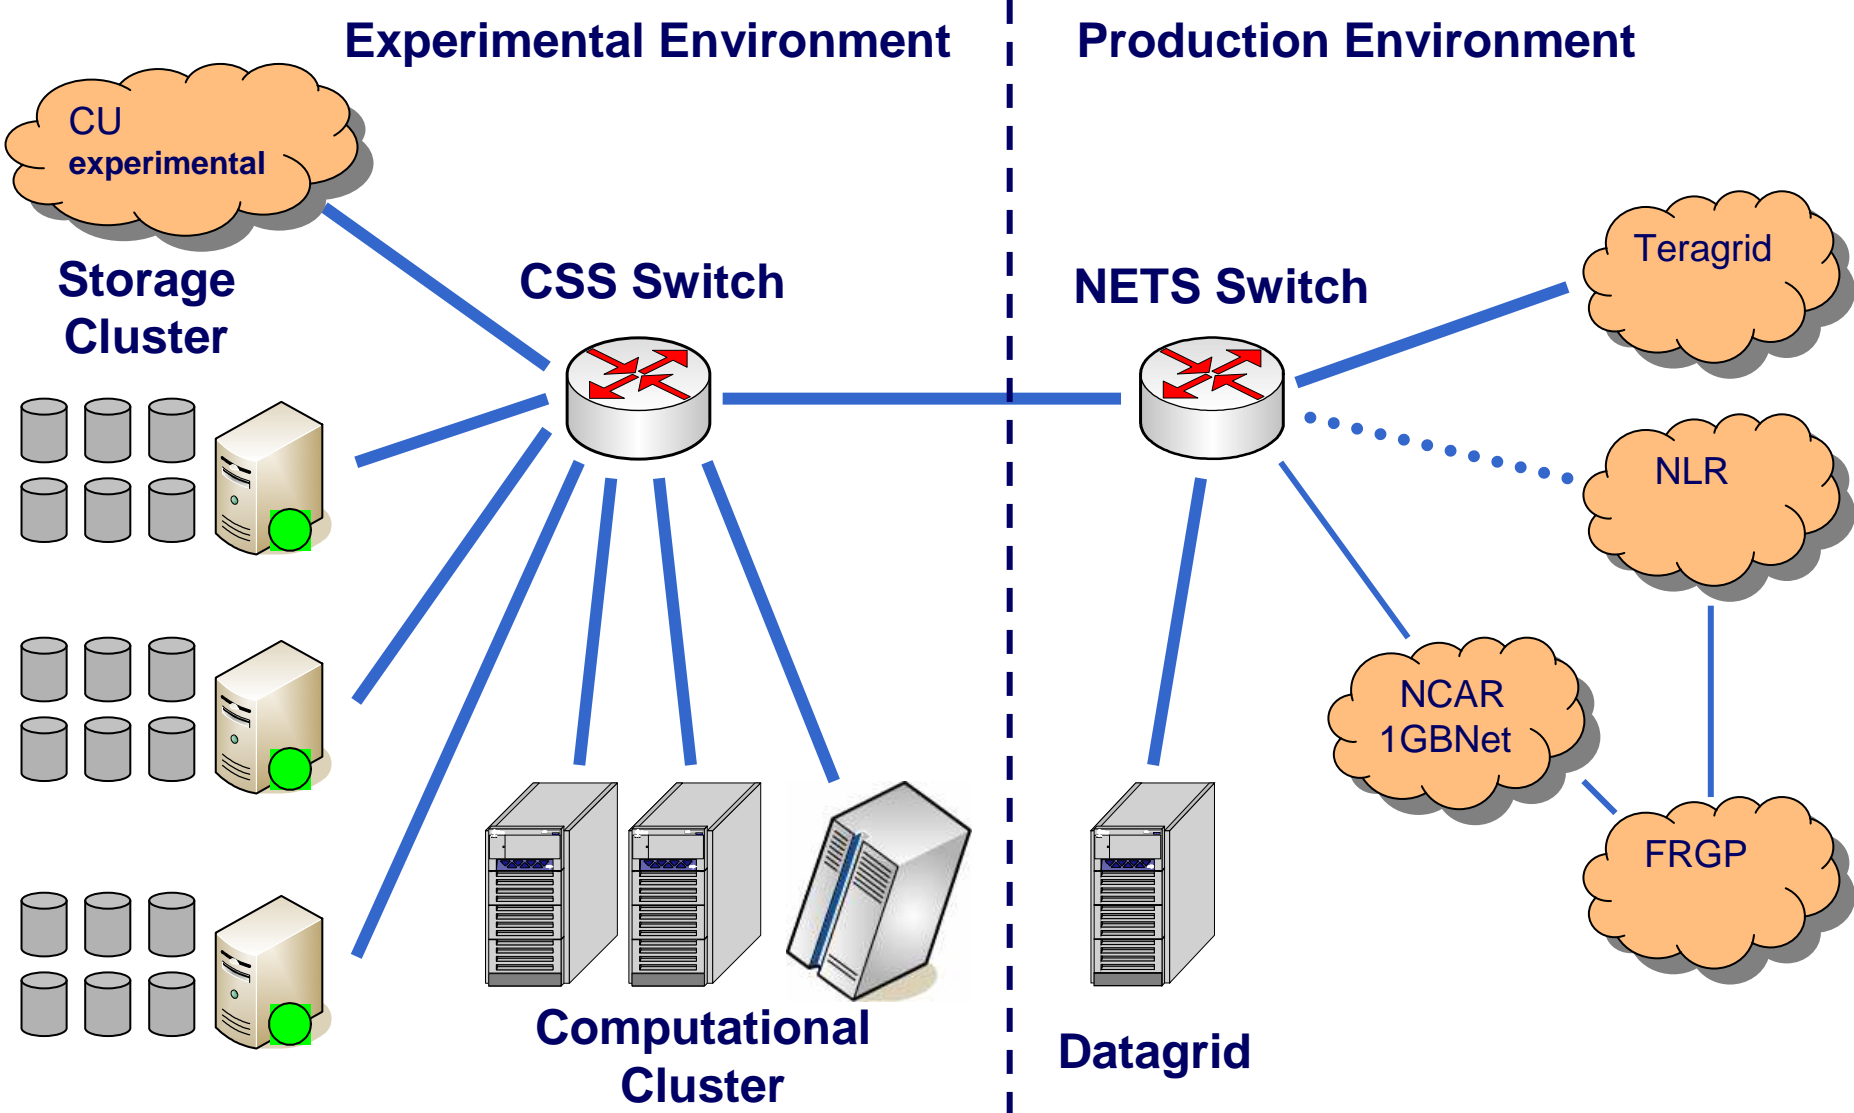 Experimental Environment
Production Environment
CU
experimental
Storage
Cluster
CSS Switch
NETS Switch
Teragrid
NLR
NCAR
1GBNet
FRGP
Computational
Cluster
Datagrid